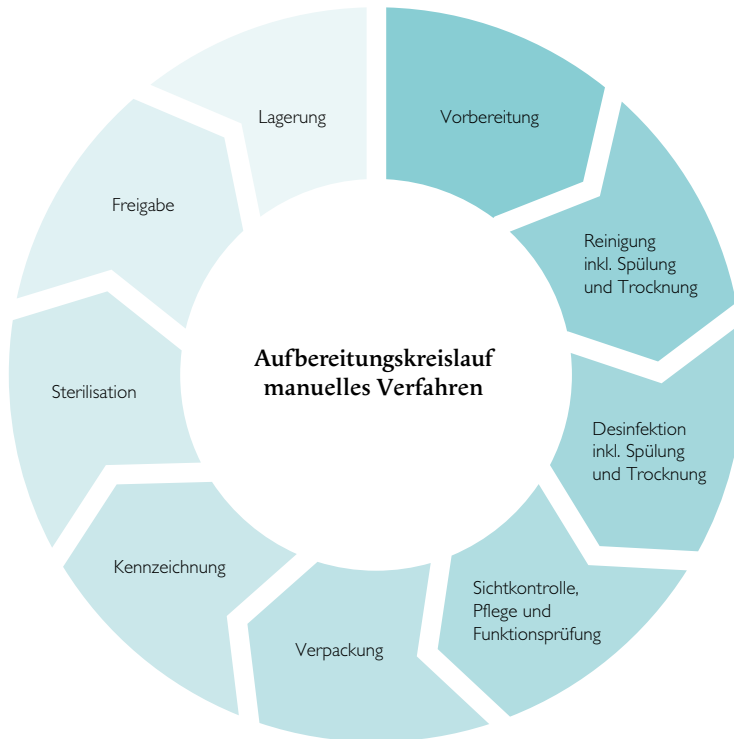 Aufbereitungskreislauf
manuelles Verfahren
Vorbereitung
Reinigung
inkl. Spülung
und Trocknung
Desinfektion
inkl. Spülung
und Trocknung
Sichtkontrolle,
Pflege und
Funktionsprüfung
Verpackung
Kennzeichnung
Sterilisation
Freigabe
Lagerung